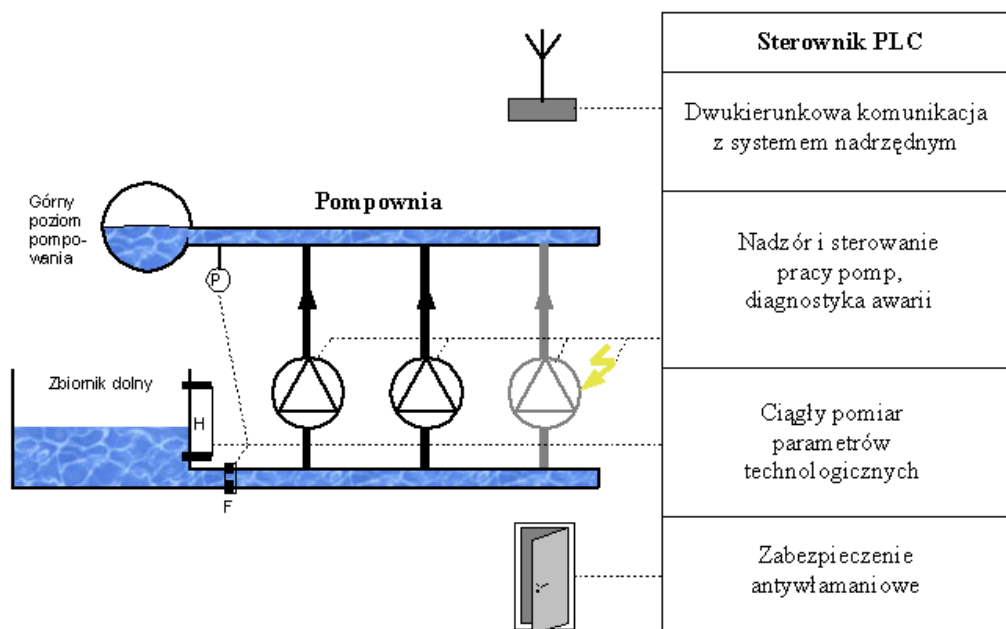 Sterownik PLC
Dwukierunkowa komunikacja
z systemem nadrzędnym
Pompownia
Górny
poziom
pompo-
wania
P
Nadzór i sterowanie
pracy pomp,
diagnostyka awarii
Zbiornik dolny
H
Ciągły pomiar
parametrów
technologicznych
F
Zabezpieczenie
antywłamaniowe